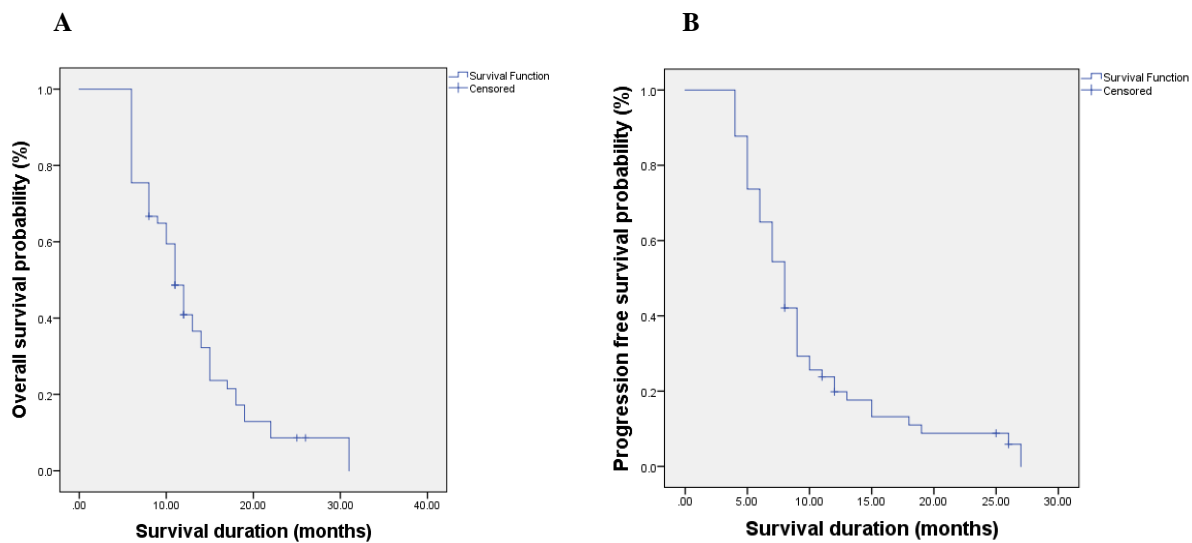 A
B
Survival Function
Censored
1.0
0.8
0.6
0.4
0.2
0.0
Overall survival probability (%)
.00
10.00
20.00
30.00
40.00
Survival duration (months)
Survival Function
Censored
1.0
0.8
0.6
0.4
0.2
0.0
Progression free survival probability (%)
.00
5.00
10.00
15.00
20.00
25.00
30.00
Survival duration (months)